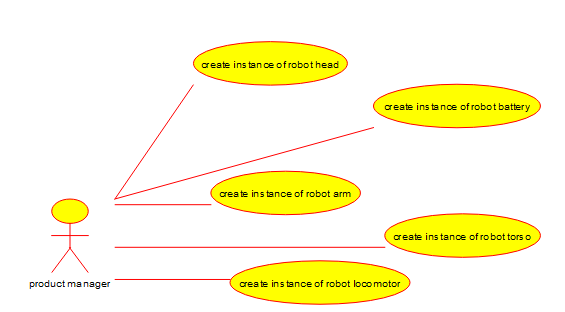 create instance of robot head
create instance of robot battery
create instance of robot arm
create instance of robot torso
create instance of robot locomotor
product manager